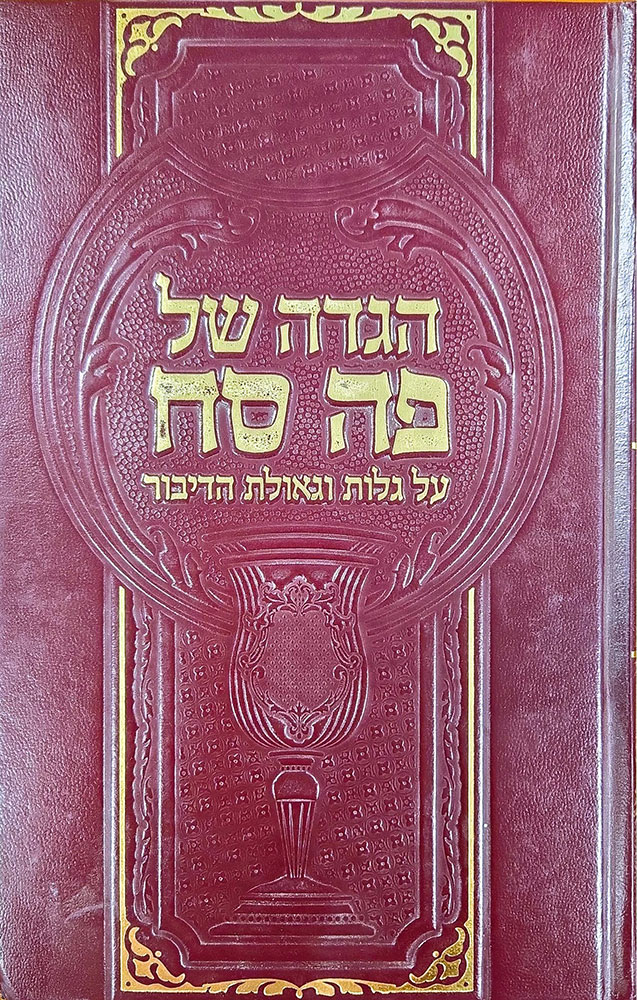 הגדה של
פה סח
על גלות וגאולת הדיבור